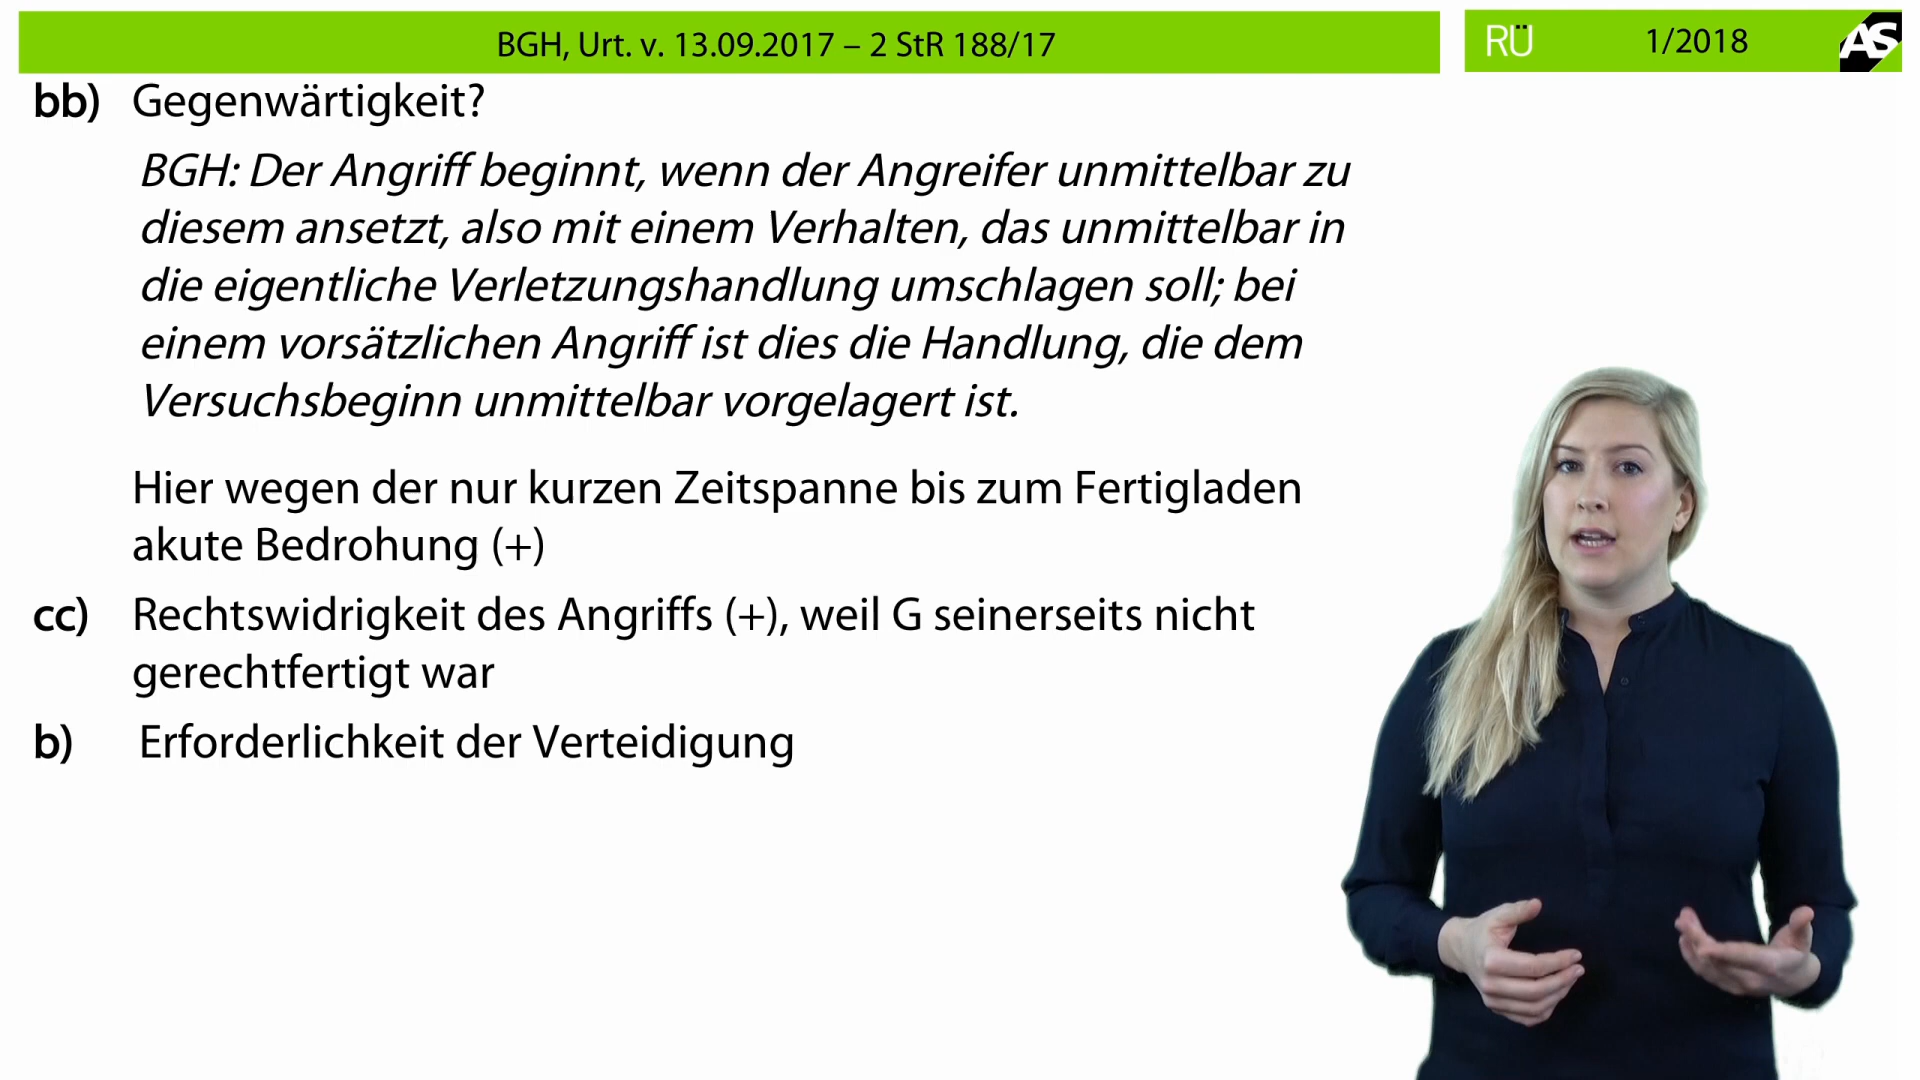 BGH, Urt. v. 13.09.2017 – 2 StR 188/17
RÜ 1/2018 AS
bb) Gegenwärtigkeit?
BGH: Der Angriff beginnt, wenn der Angreifer unmittelbar zu
diesem ansetzt, also mit einem Verhalten, das unmittelbar in
die eigentliche Verletzungshandlung umschlagen soll; bei
einem vorsätzlichen Angriff ist dies die Handlung, die dem
Versuchsbeginn unmittelbar vorgelagert ist.
Hier wegen der nur kurzen Zeitspanne bis zum Fertigladen
akute Bedrohung (+)
cc) Rechtswidrigkeit des Angriffs (+), weil G seinerseits nicht
gerechtfertigt war
b) Erforderlichkeit der Verteidigung